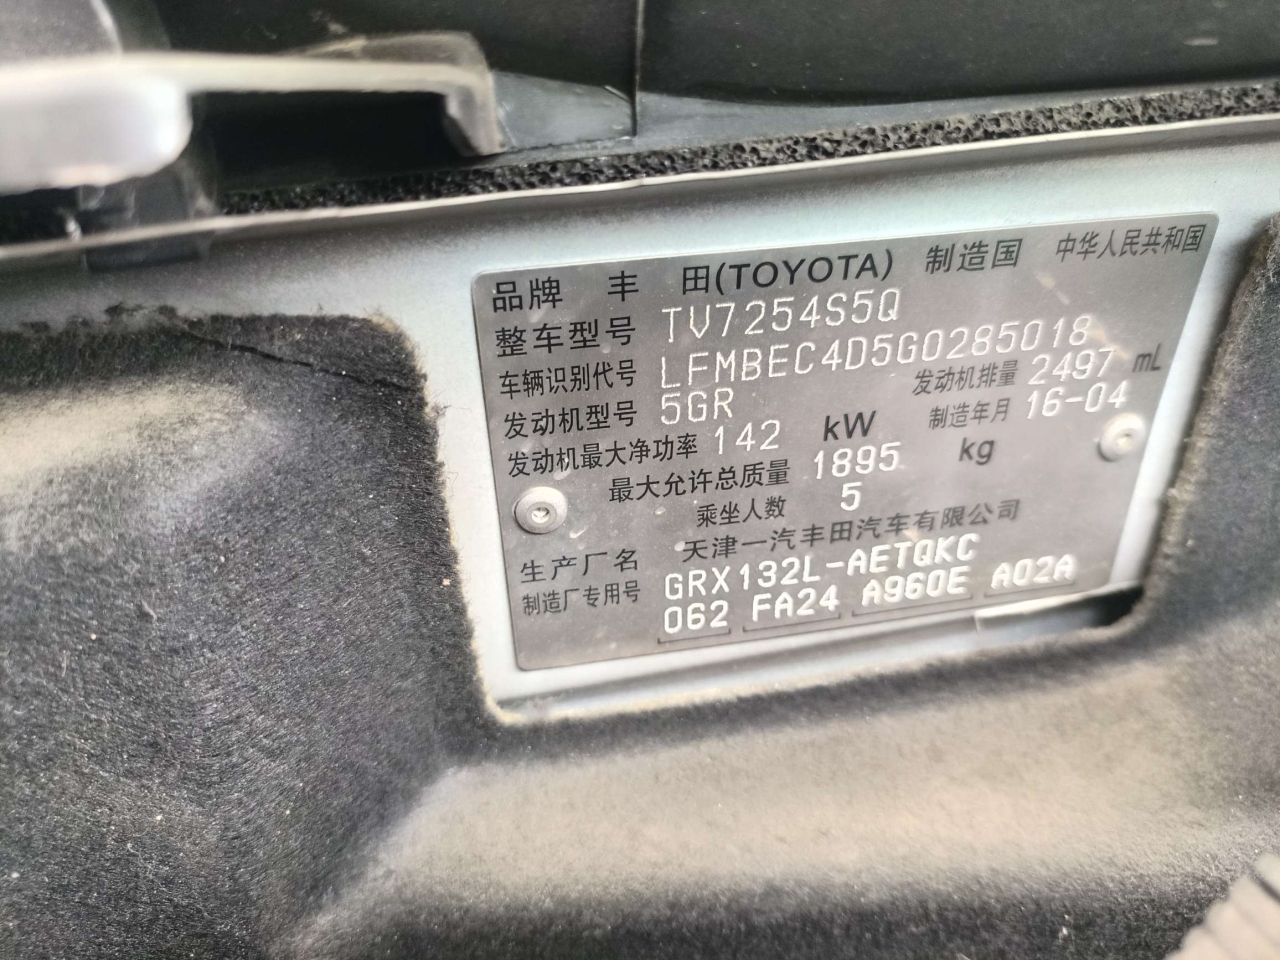 品牌 丰田(TOYOTA) 制造国 中华人民共和国
整车型号 TV7254S5Q
车辆识别代号 LFMBEC4D5G0285018
发动机型号 5GR 发动机排量 2497 mL
发动机最大净功率 142 kW 制造年月 16-04
最大允许总质量 1895 kg
乘坐人数 5
生产厂名 天津一汽丰田汽车有限公司
制造厂专用号 GRX132L-AETQKC
062 FA24 A960E A02A